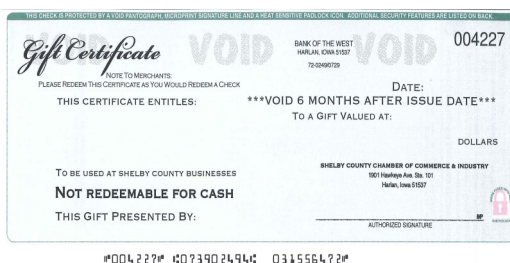 THIS CHECK IS PROTECTED BY A VOID PANTOGRAPH, MICROPRINT SIGNATURE LINE AND A HEAT SENSITIVE PADLOCK ICON. ADDITIONAL SECURITY FEATURES ARE LISTED ON BACK.
Gift Certificate
VOID
VOID
BANK OF THE WEST
HARLAN, IOWA 51537
72-0249/0729
004227
NOTE TO MERCHANTS:
PLEASE REDEEM THIS CERTIFICATE AS YOU WOULD REDEEM A CHECK
DATE:
THIS CERTIFICATE ENTITLES:
***VOID 6 MONTHS AFTER ISSUE DATE***
TO A GIFT VALUED AT:
DOLLARS
TO BE USED AT SHELBY COUNTY BUSINESSES
NOT REDEEMABLE FOR CASH
THIS GIFT PRESENTED BY:
SHELBY COUNTY CHAMBER OF COMMERCE & INDUSTRY
1901 Hawkeye Ave. Ste. 101
Harlan, Iowa 51537
MP
AUTHORIZED SIGNATURE
⑈004227⑈ ⑆073902494⑆ 031556472⑈